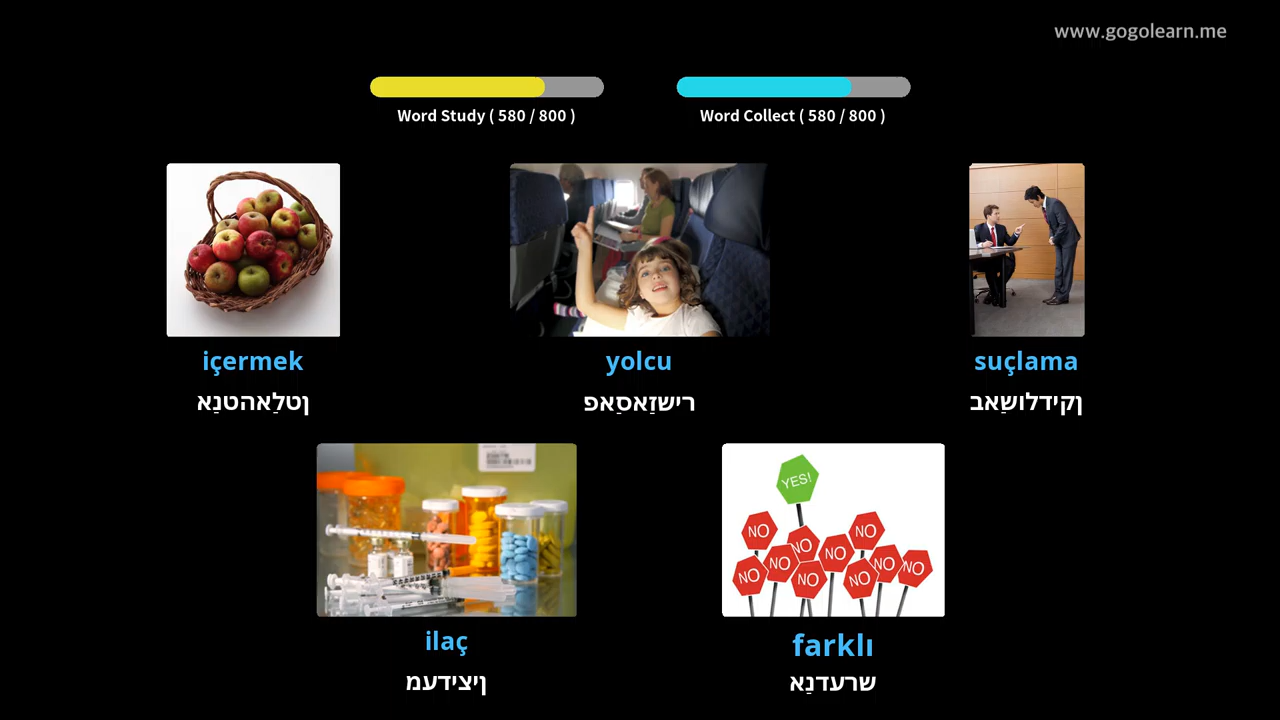 www.gogolearn.me
Word Study ( 580 / 800 )
Word Collect ( 580 / 800 )
içermek
ןטלַאהטנַא
yolcu
רישזַאסַאפ
suçlama
ןקידלושַאב
YES!
NO
NO
NO
NO
NO
NO
NO
NO
NO
NO
ilaç
ןיצידעמ
farklı
שרעדנַא